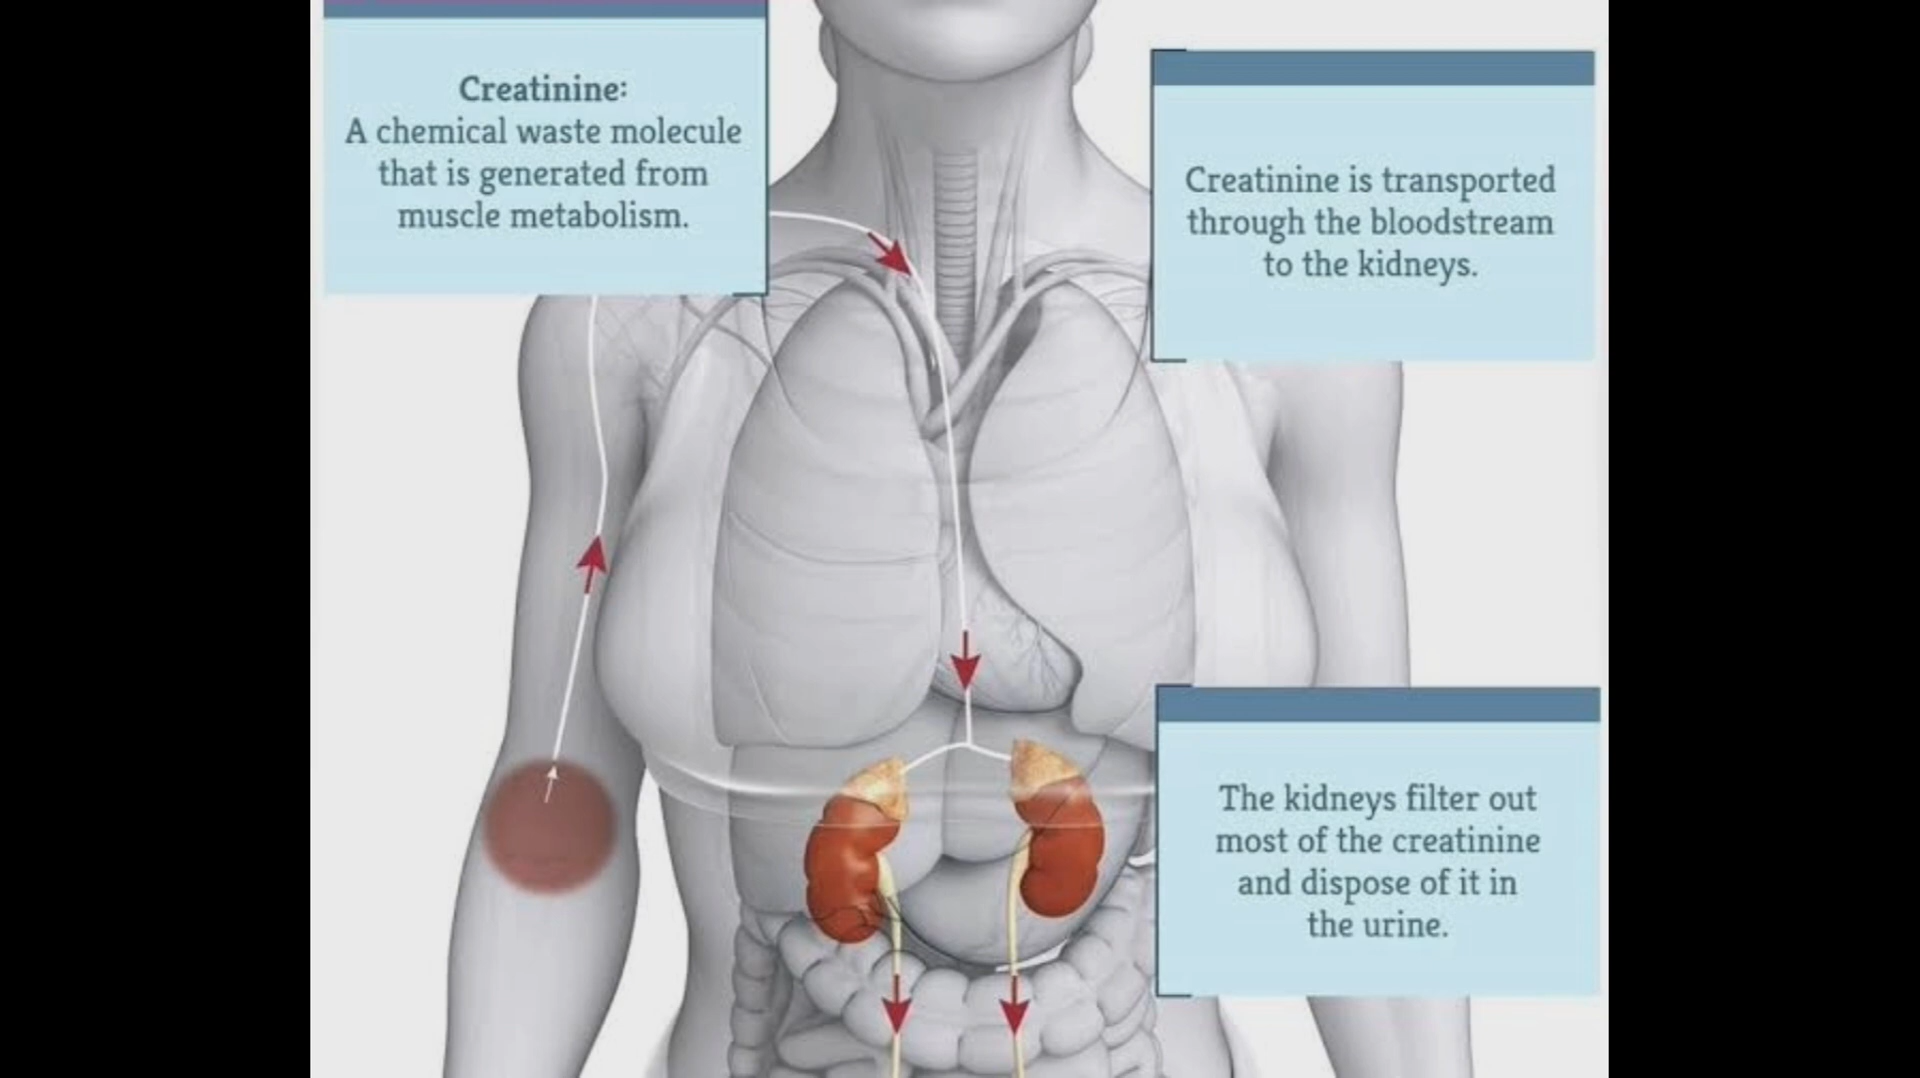 Creatinine:
A chemical waste molecule
that is generated from
muscle metabolism.
Creatinine is transported
through the bloodstream
to the kidneys.
The kidneys filter out
most of the creatinine
and dispose of it in
the urine.